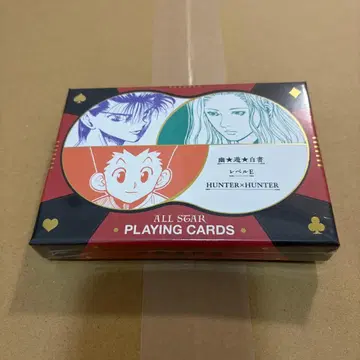 幽★遊★白書
レベルE
HUNTER×HUNTER
ALL STAR
PLAYING CARDS